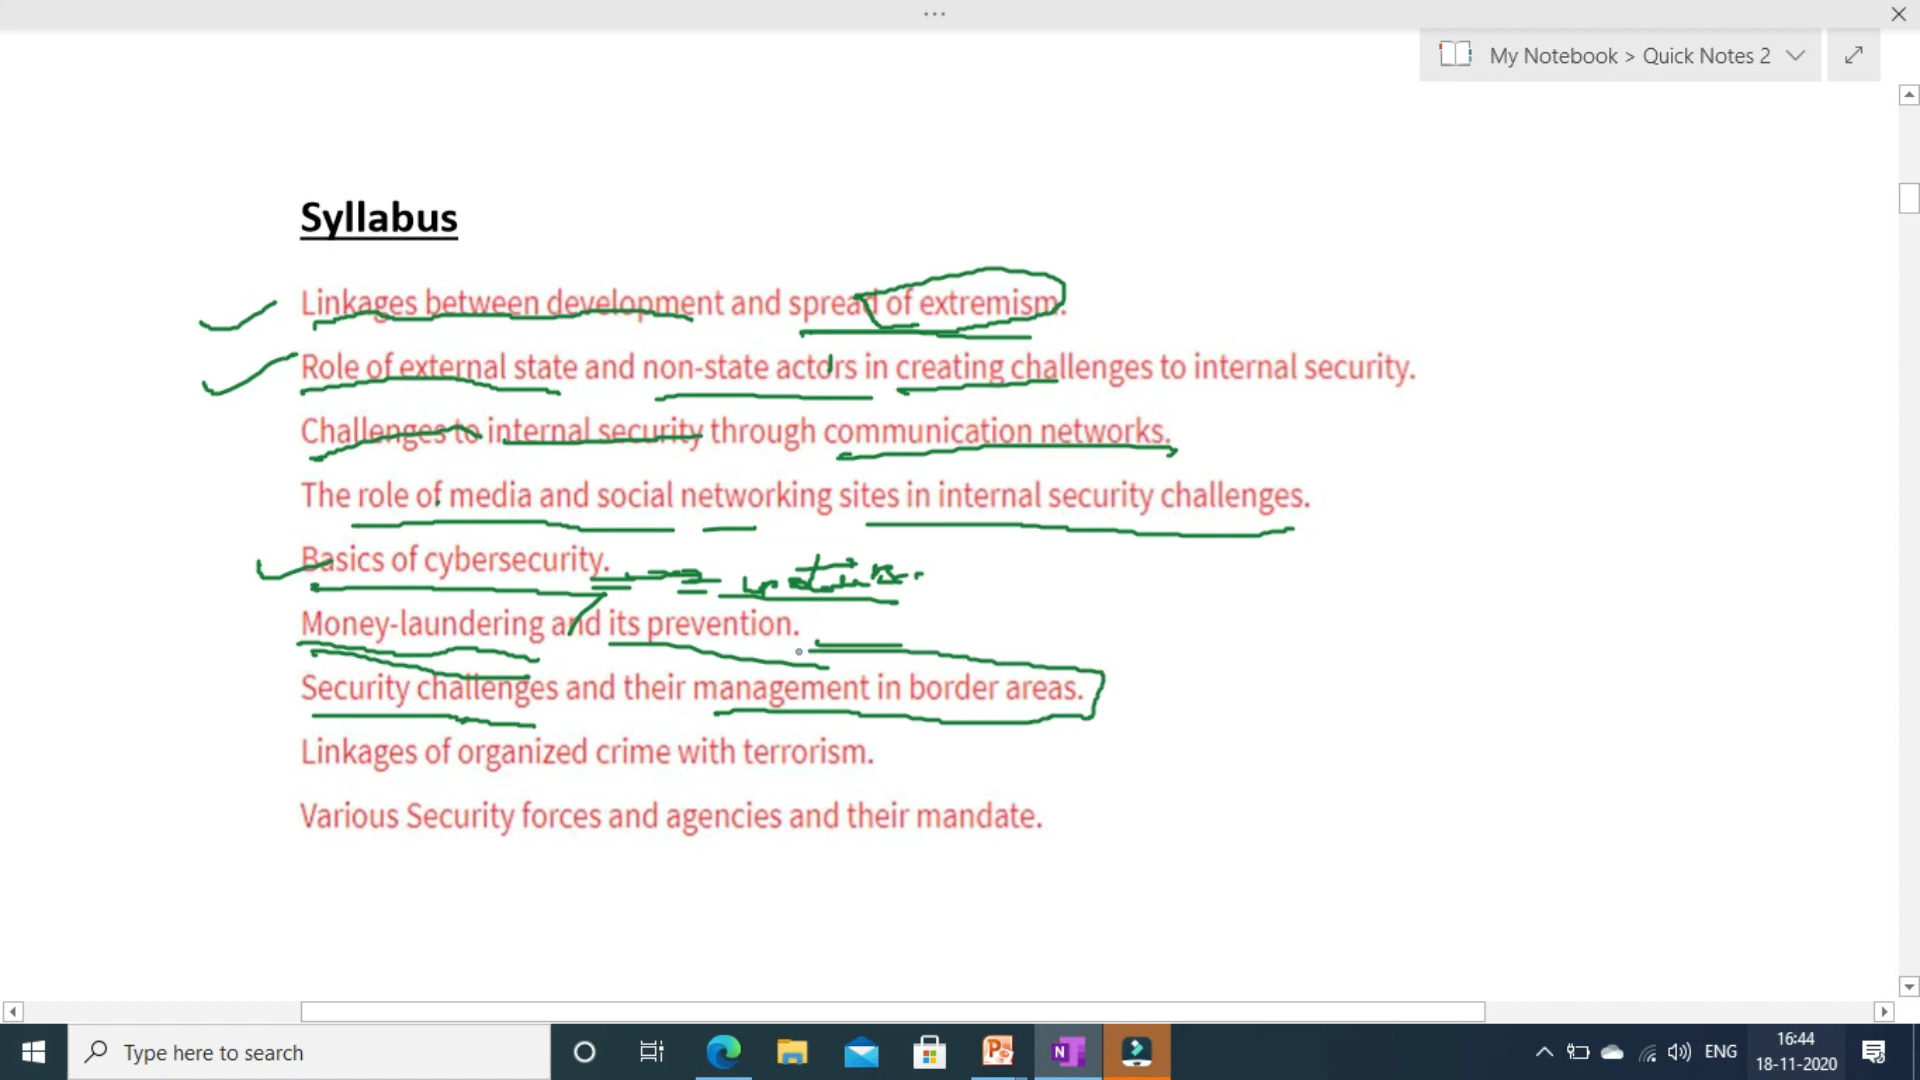 My Notebook > Quick Notes 2
Syllabus
Linkages between development and spread of extremism.
Role of external state and non-state actors in creating challenges to internal security.
Challenges to internal security through communication networks.
The role of media and social networking sites in internal security challenges.
Basics of cybersecurity.
Money-laundering and its prevention.
Security challenges and their management in border areas.
Linkages of organized crime with terrorism.
Various Security forces and agencies and their mandate.
Type here to search
ENG
16:44
18-11-2020